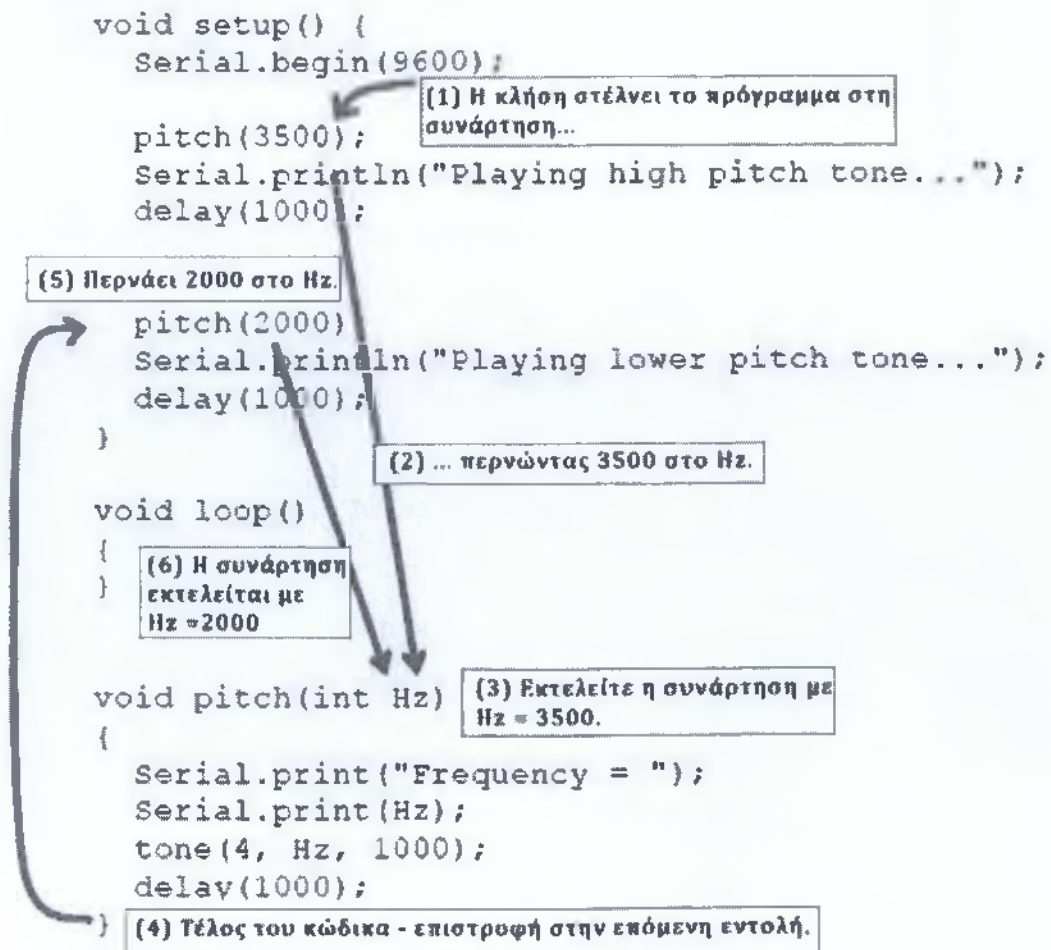 void setup() {
Serial.begin(9600);
(1) Η κλήση στέλνει το πρόγραμμα στη
συνάρτηση...
pitch(3500);
Serial.println("Playing high pitch tone...");
delay(1000);
(5) Περνάει 2000 στο Hz.
pitch(2000)
Serial.println("Playing lower pitch tone...");
delay(1000);
}
(2) ... περνώντας 3500 στο Hz.
void loop()
{
}
(6) Η συνάρτηση
εκτελείται με
Hz =2000
void pitch(int Hz)
(3) Εκτελείτε η συνάρτηση με
Hz = 3500.
{
Serial.print("Frequency = ");
Serial.print(Hz);
tone(4, Hz, 1000);
delay(1000);
}
(4) Τέλος του κώδικα - επιστροφή στην επόμενη εντολή.